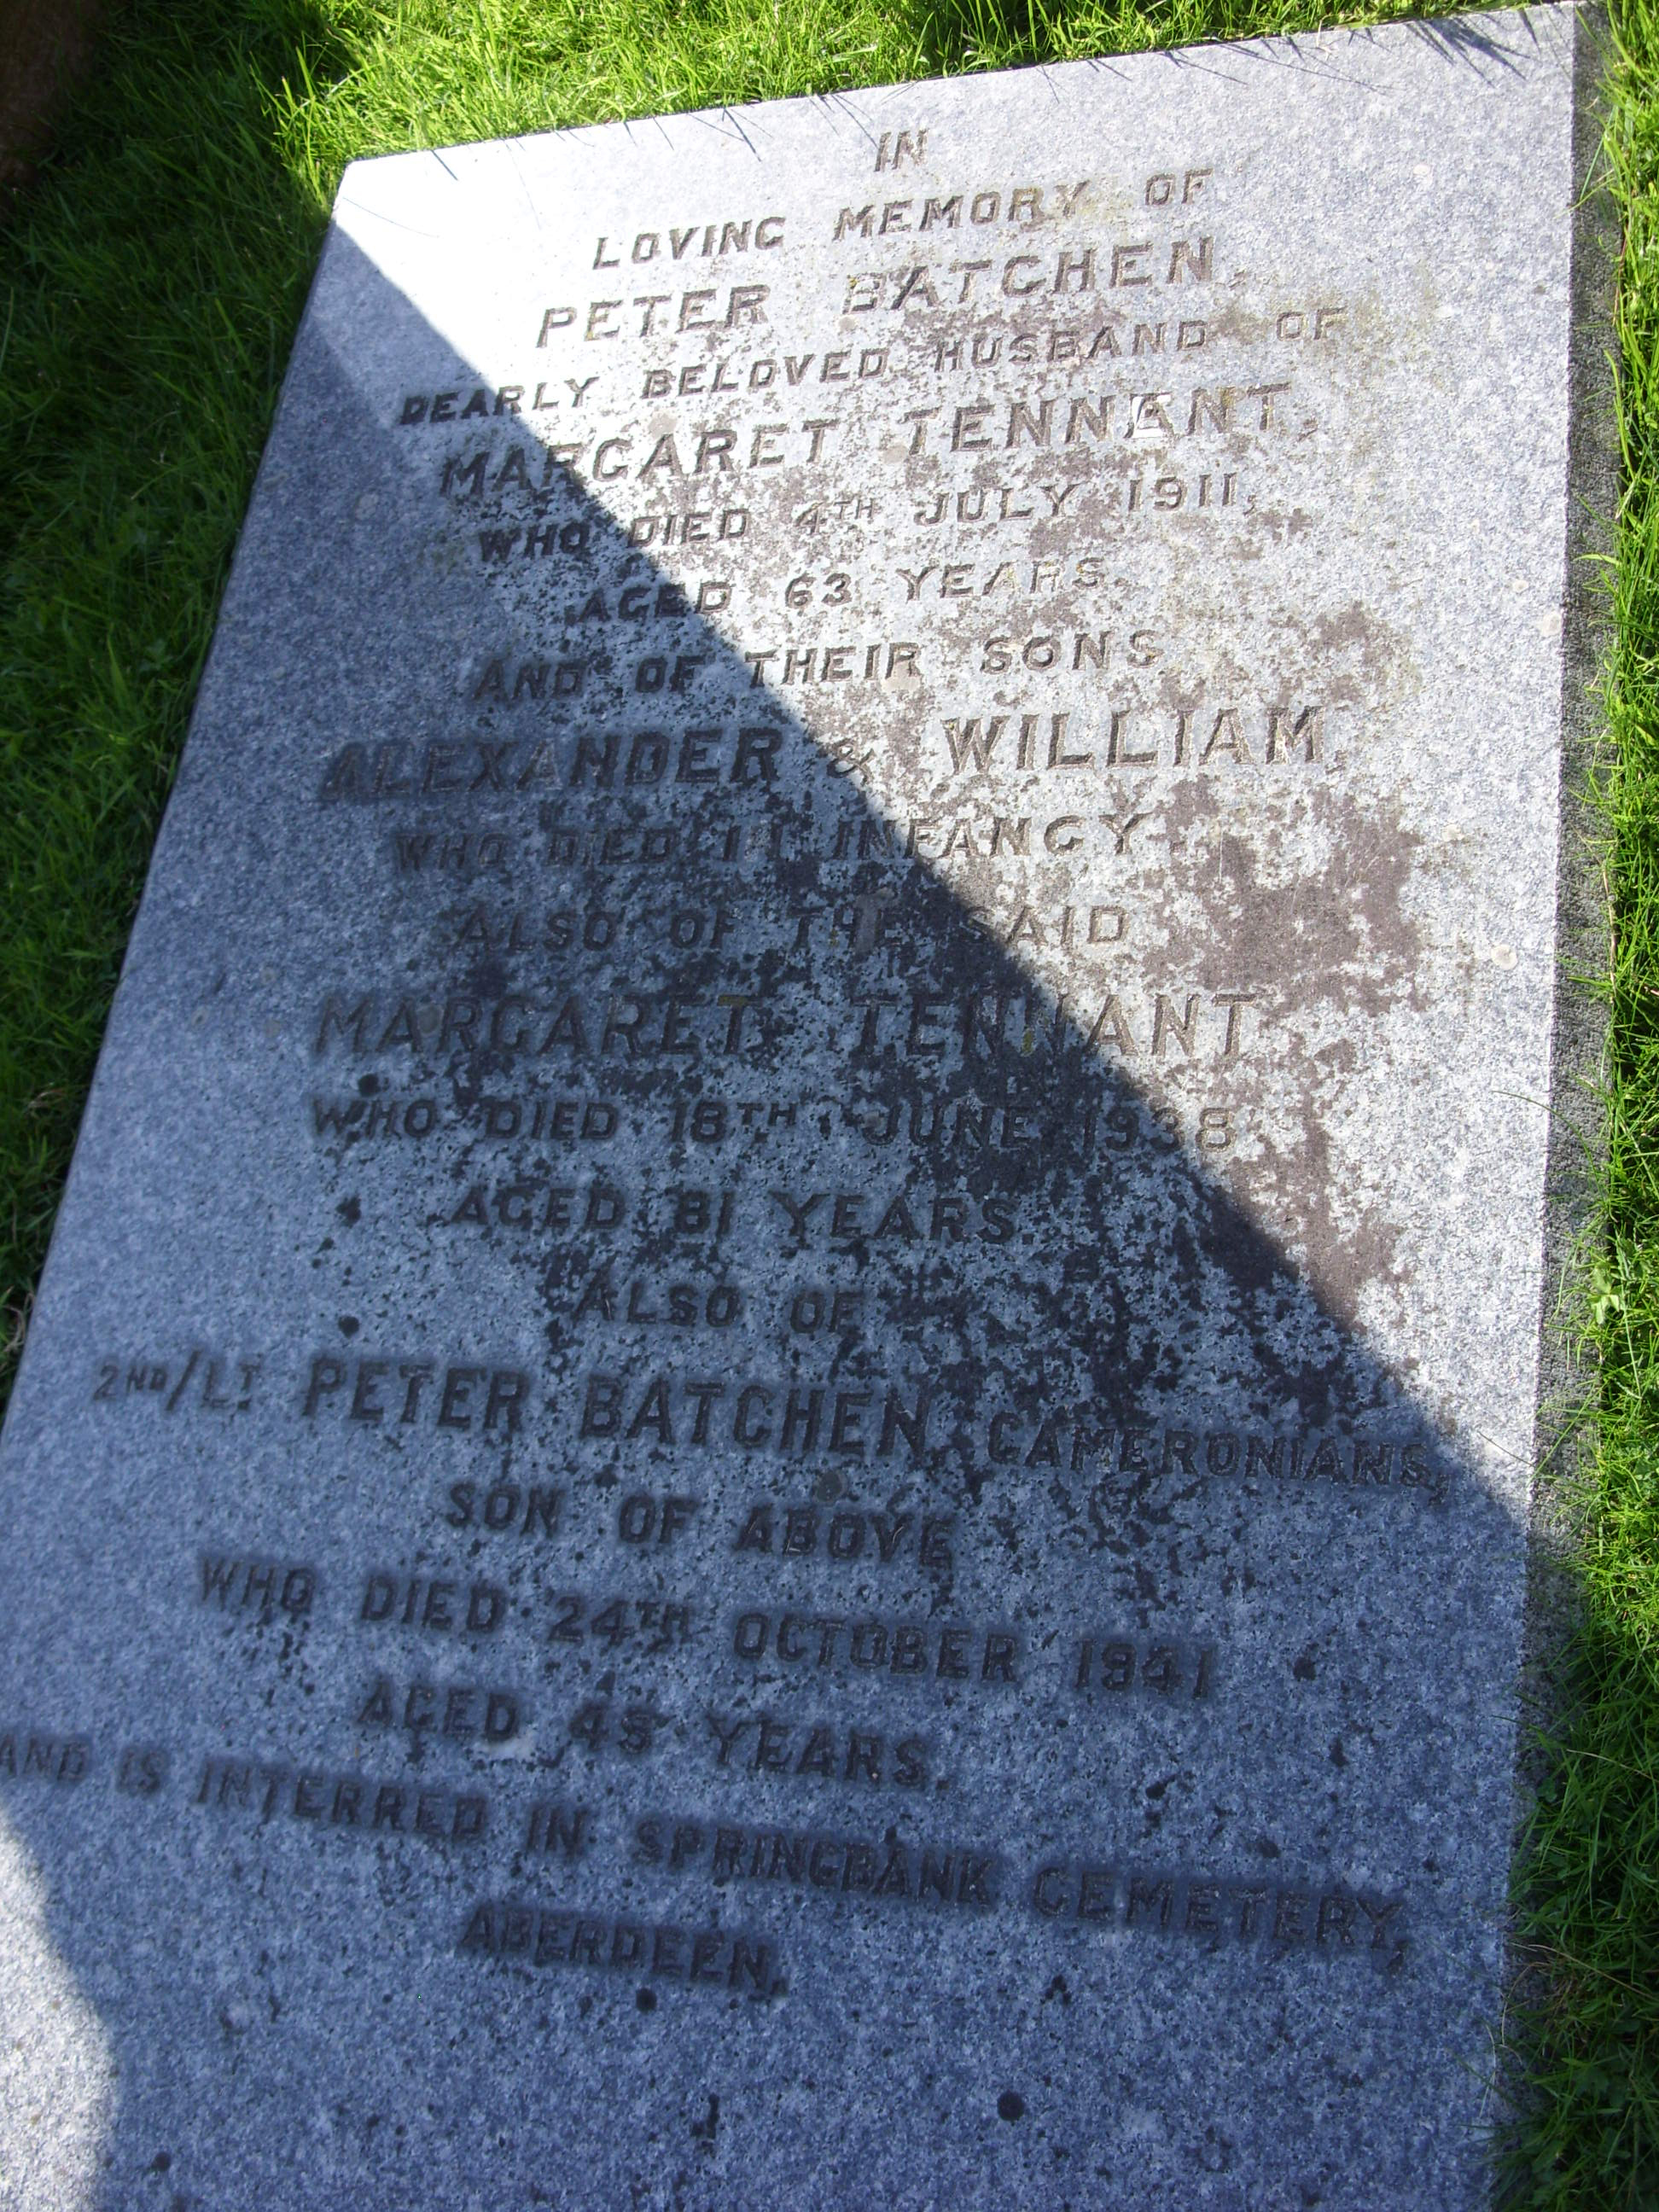 IN
LOVING MEMORY OF
PETER BATCHEN,
DEARLY BELOVED HUSBAND OF
MARGARET TENNANT,
WHO DIED 4TH JULY 1911,
AGED 63 YEARS.
AND OF THEIR SONS
ALEXANDER & WILLIAM,
WHO DIED IN INFANCY.
ALSO OF THE SAID
MARGARET TENNANT
WHO DIED 18TH JUNE 1938
AGED 81 YEARS.
ALSO OF
2ND/LT. PETER BATCHEN, CAMERONIANS,
SON OF ABOVE
WHO DIED 24TH OCTOBER 1941
AGED 45 YEARS.
AND IS INTERRED IN SPRINGBANK CEMETERY,
ABERDEEN.